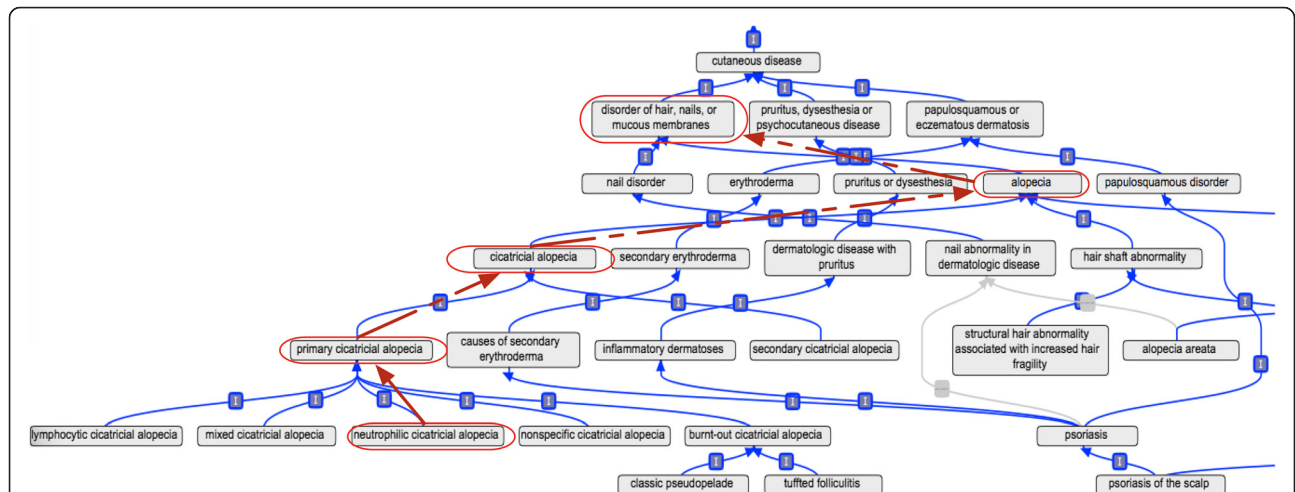 I
cutaneous disease
I
I
I
disorder of hair, nails, or
mucous membranes
pruritus, dysesthesia or
psychocutaneous disease
papulosquamous or
eczematous dermatosis
I
I
I
I
I
nail disorder
erythroderma
pruritus or dysesthesia
alopecia
papulosquamous disorder
I
I
I
I
I
cicatricial alopecia
secondary erythroderma
dermatologic disease with
pruritus
nail abnormality in
dermatologic disease
hair shaft abnormality
I
I
I
I
I
I
primary cicatricial alopecia
causes of secondary
erythroderma
inflammatory dermatoses
secondary cicatricial alopecia
structural hair abnormality
associated with increased hair
fragility
alopecia areata
I
I
I
I
I
I
I
I
lymphocytic cicatricial alopecia
mixed cicatricial alopecia
neutrophilic cicatricial alopecia
nonspecific cicatricial alopecia
burnt-out cicatricial alopecia
psoriasis
I
I
I
classic pseudopelade
tuffted folliculitis
psoriasis of the scalp